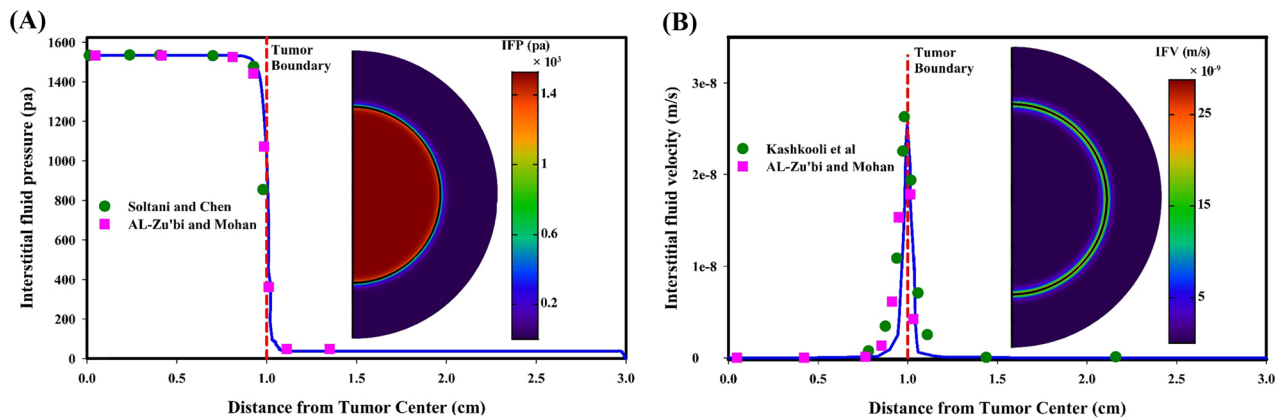 (A)
Interstitial fluid pressure (pa)
1600
1400
1200
1000
800
600
400
200
0
0.0
0.5
1.0
1.5
2.0
2.5
3.0
Distance from Tumor Center (cm)
Tumor
Boundary
Soltani and Chen
AL-Zu'bi and Mohan
IFP (pa)
× 10³
1.4
1
0.6
0.2
(B)
Interstitial fluid velocity (m/s)
3e-8
2e-8
1e-8
0
0.0
0.5
1.0
1.5
2.0
2.5
3.0
Distance from Tumor Center (cm)
Tumor
Boundary
Kashkooli et al
AL-Zu'bi and Mohan
IFV (m/s)
× 10⁻⁹
25
15
5